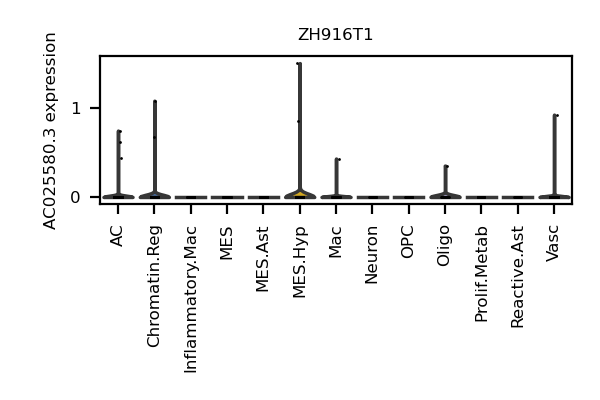 ZH916T1
AC025580.3 expression
1
0
AC
Chromatin.Reg
Inflammatory.Mac
MES
MES.Ast
MES.Hyp
Mac
Neuron
OPC
Oligo
Prolif.Metab
Reactive.Ast
Vasc